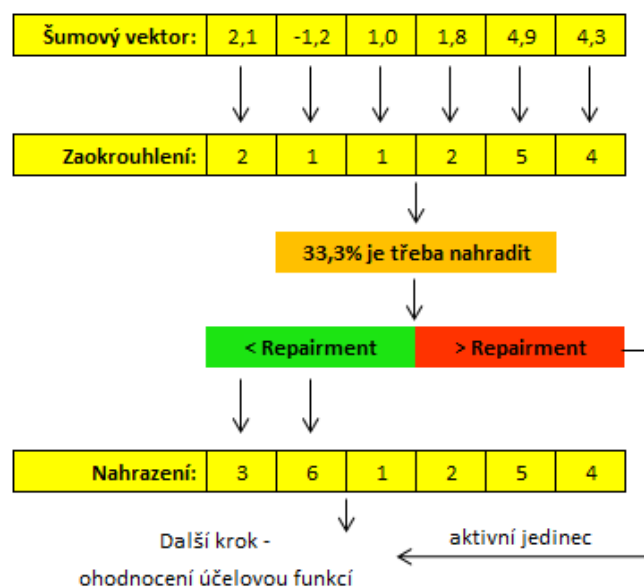 Šumový vektor: 2,1 -1,2 1,0 1,8 4,9 4,3
Zaokrouhlení: 2 1 1 2 5 4
33,3% je třeba nahradit
< Repairment > Repairment
Nahrazení: 3 6 1 2 5 4
Další krok - aktivní jedinec
ohodnocení účelovou funkcí